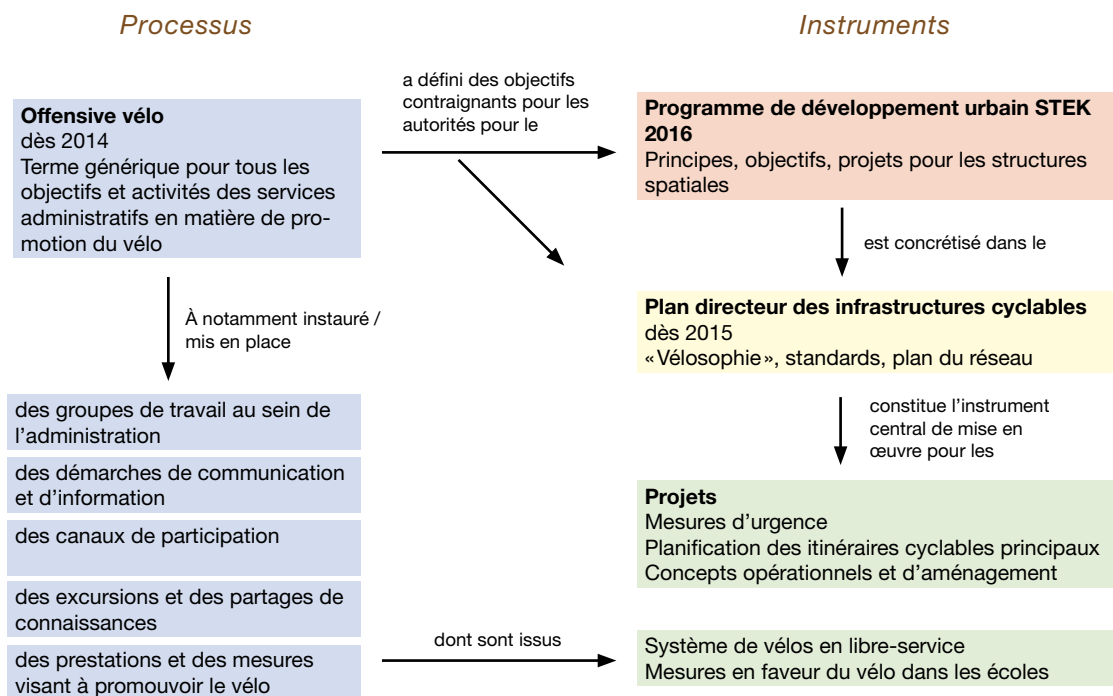 Processus
Instruments
a défini des objectifs
contraignants pour les
autorités pour le
Offensive vélo
dès 2014
Terme générique pour tous les
objectifs et activités des services
administratifs en matière de pro-
motion du vélo
Programme de développement urbain STEK
2016
Principes, objectifs, projets pour les structures
spatiales
est concrétisé dans le
À notamment instauré /
mis en place
Plan directeur des infrastructures cyclables
dès 2015
«Vélosophie», standards, plan du réseau
constitue l’instrument
central de mise en
œuvre pour les
des groupes de travail au sein de
l’administration
des démarches de communication
et d’information
des canaux de participation
des excursions et des partages de
connaissances
des prestations et des mesures
visant à promouvoir le vélo
Projets
Mesures d’urgence
Planification des itinéraires cyclables principaux
Concepts opérationnels et d’aménagement
dont sont issus
Système de vélos en libre-service
Mesures en faveur du vélo dans les écoles